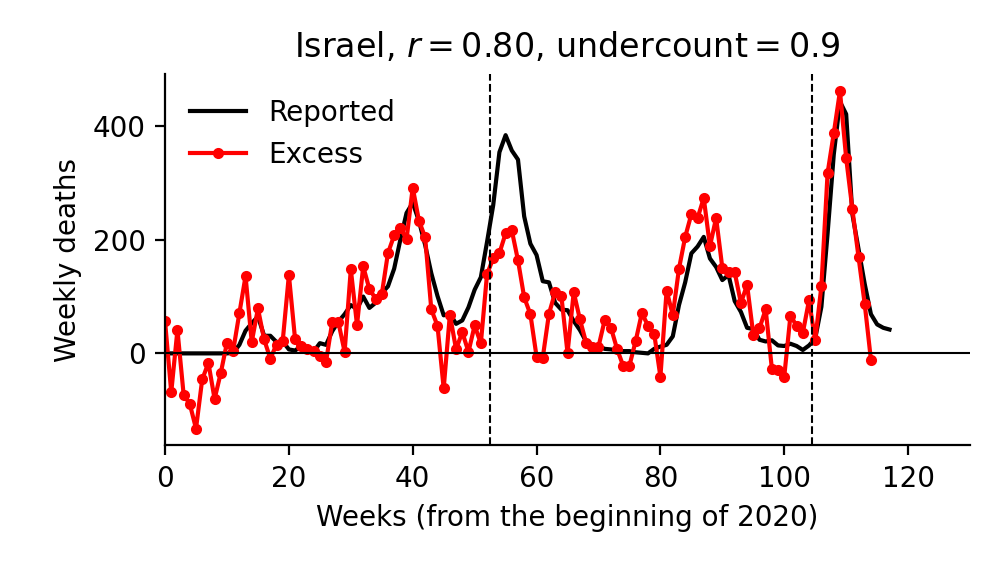 Israel, r = 0.80, undercount = 0.9
Reported
Excess
Weekly deaths
400
200
0
0 20 40 60 80 100 120
Weeks (from the beginning of 2020)